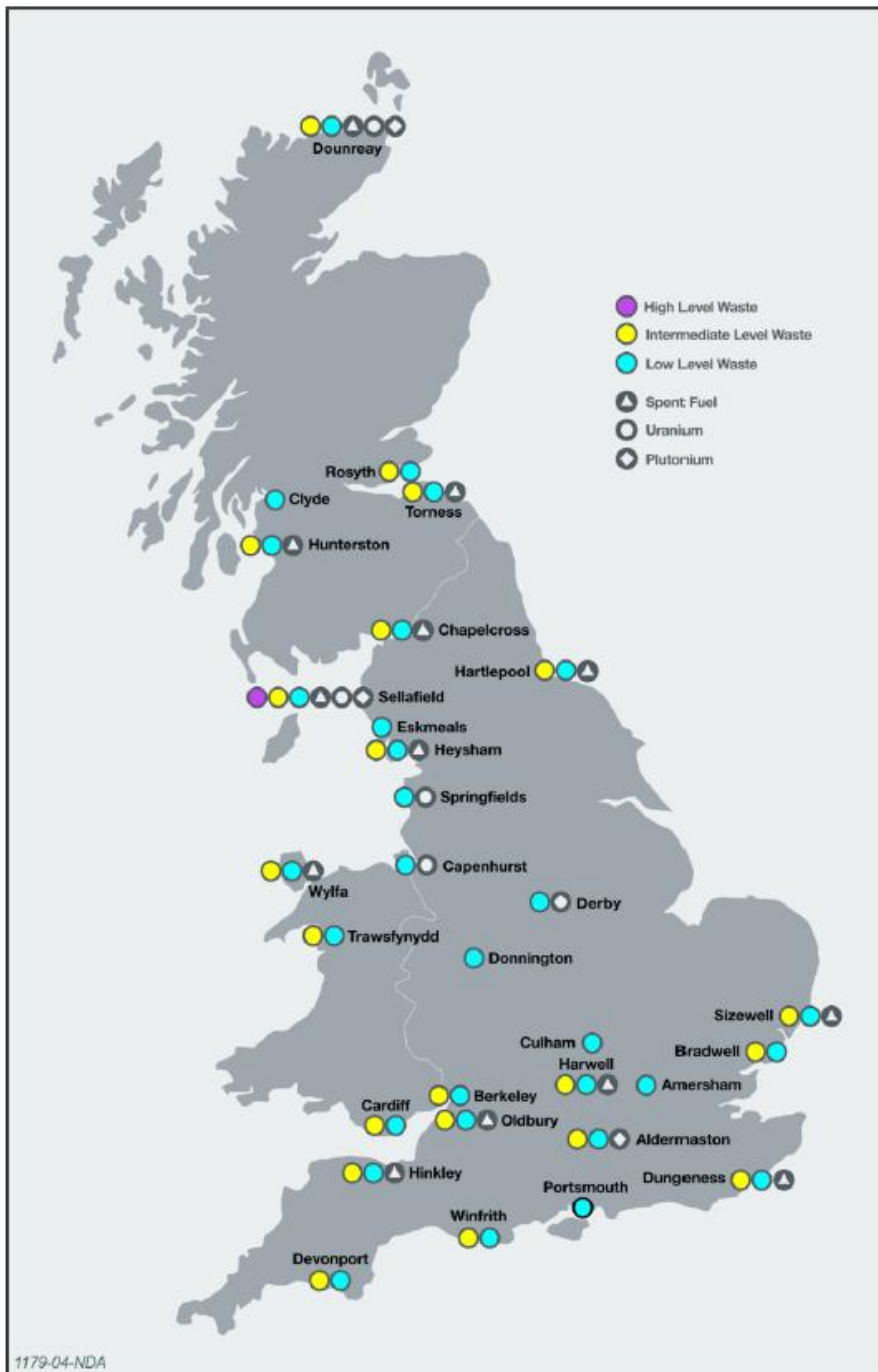 Dounreay
High Level Waste
Intermediate Level Waste
Low Level Waste
Spent Fuel
Uranium
Plutonium
Rosyth
Clyde
Torness
Hunterston
Chapelcross
Hartlepool
Sellafield
Eskmeals
Heysham
Springfields
Capenhurst
Wylfa
Derby
Trawsfynydd
Donnington
Sizewell
Culham
Bradwell
Harwell
Amersham
Berkeley
Cardiff
Oldbury
Aldermaston
Hinkley
Dungeness
Portsmouth
Winfrith
Devonport
1179-04-NDA